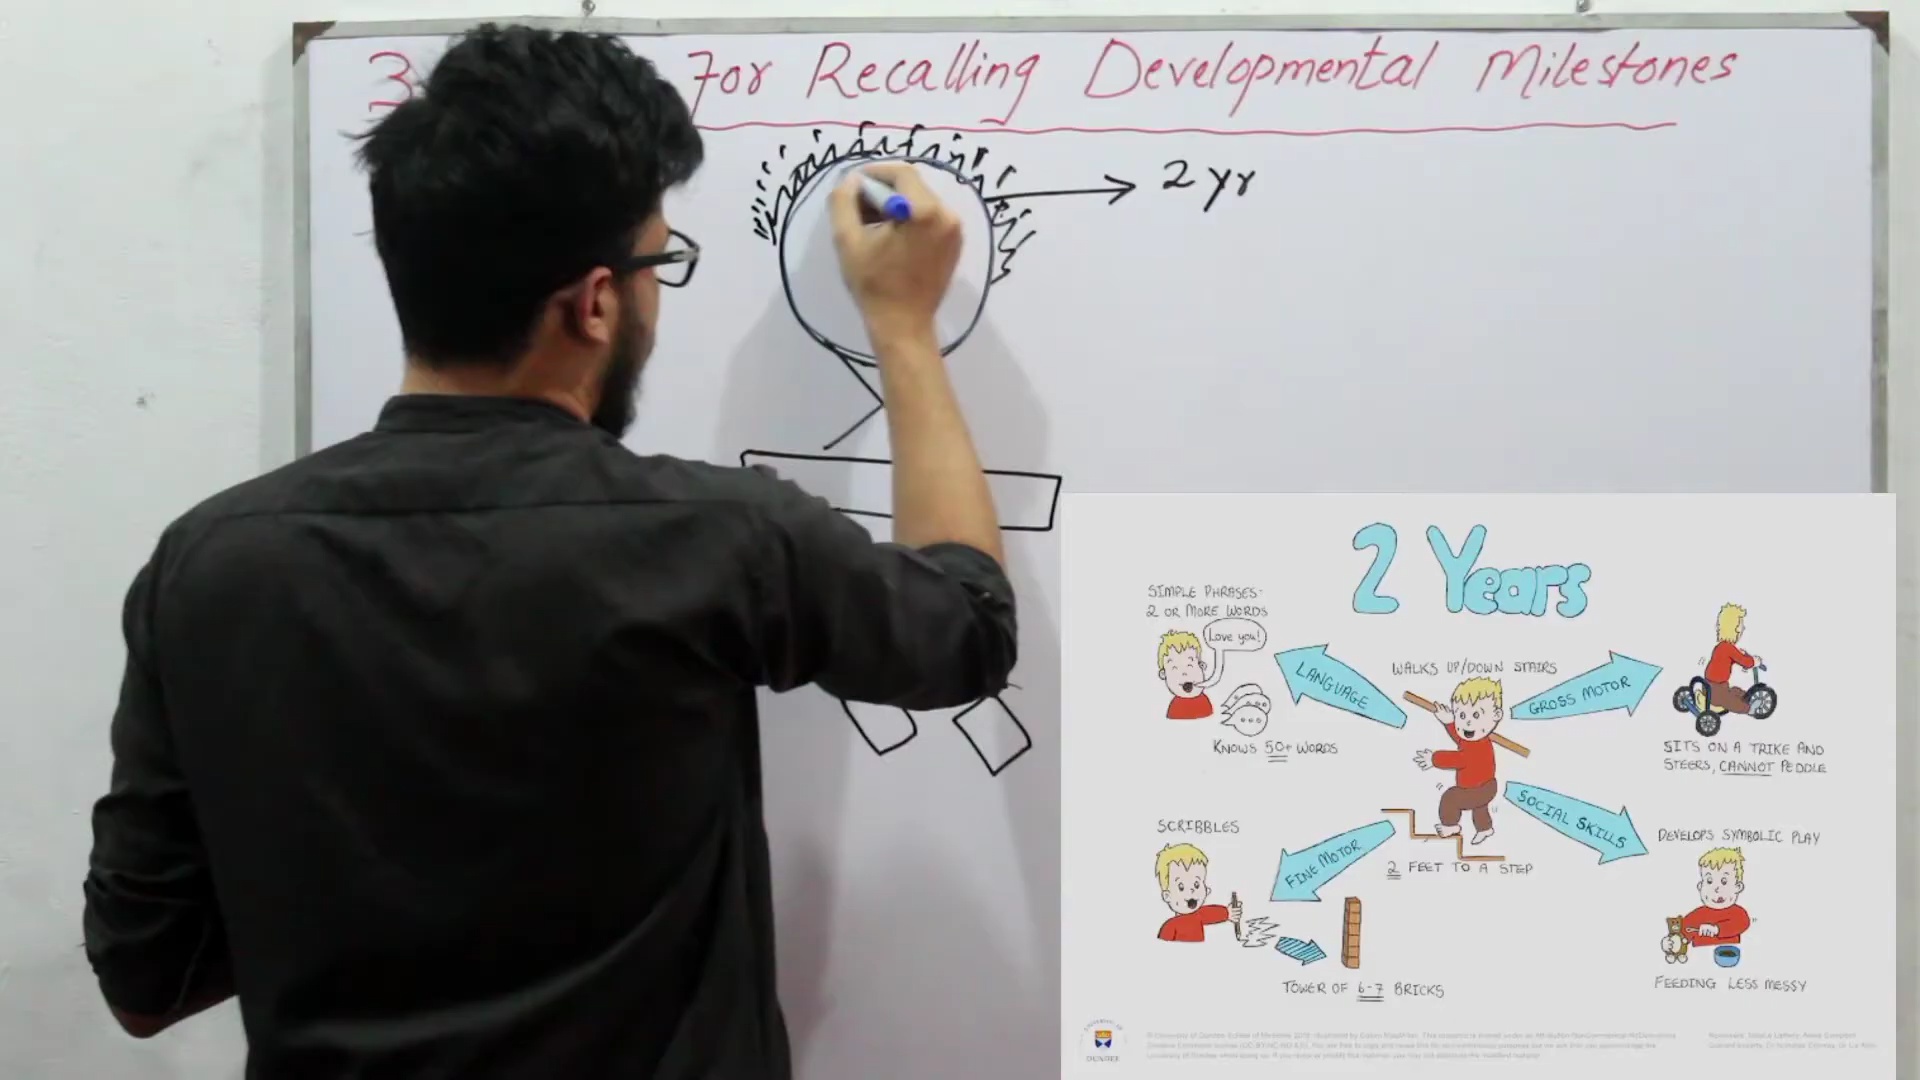 3 For Recalling Developmental Milestones
2 yr
2 Years
SIMPLE PHRASES-
2 OR MORE WORDS
Love you!
LANGUAGE
KNOWS 50+ WORDS
WALKS UP/DOWN STAIRS
GROSS MOTOR
SITS ON A TRIKE AND
STEERS, CANNOT PEDDLE
2 FEET TO A STEP
SCRIBBLES
FINE MOTOR
TOWER OF 6-7 BRICKS
SOCIAL SKILLS
DEVELOPS SYMBOLIC PLAY
FEEDING LESS MESSY
DUNDEE